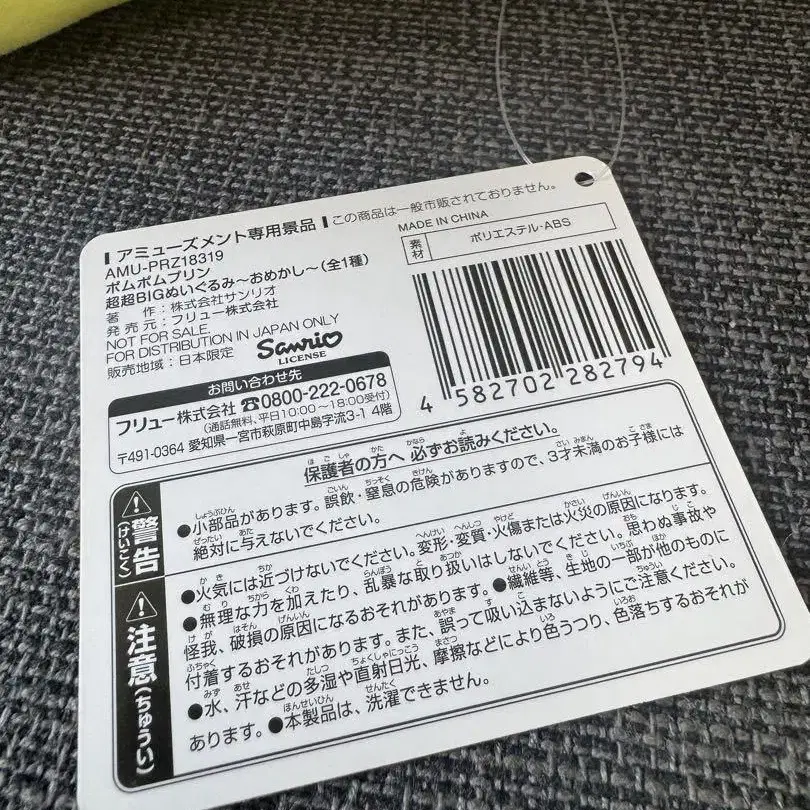 アミューズメント専用景品 この商品は一般市販されておりません。
AMU-PRZ18319
ポムポムプリン
超超BIGぬいぐるみ～おめかし～(全1種)
著　作：株式会社サンリオ
発売元：フリュー株式会社
NOT FOR SALE.
FOR DISTRIBUTION IN JAPAN ONLY
販売地域：日本限定
Sanrio
LICENSE
MADE IN CHINA
素材 ポリエステル・ABS
4 582702 282794
お問い合わせ先
フリュー株式会社 ☎0800-222-0678
(通話無料、平日10:00～18:00受付)
〒491-0364 愛知県一宮市萩原町中島字流3-1 4階
保護者の方へ 必ずお読みください。
警告(けいこく)
●小部品があります。誤飲・窒息の危険がありますので、3才未満のお子様には
絶対に与えないでください。
注意(ちゅうい)
●火気には近づけないでください。変形・変質・火傷または火災の原因になります。
●無理な力を加えたり、乱暴な取り扱いはしないでください。思わぬ事故や
怪我、破損の原因になるおそれがあります。●繊維等、生地の一部が他のものに
付着するおそれがあります。また、誤って吸い込まないようにご注意ください。
●水、汗などの多湿や直射日光、摩擦などにより色うつり、色落ちするおそれが
あります。●本製品は、洗濯できません。